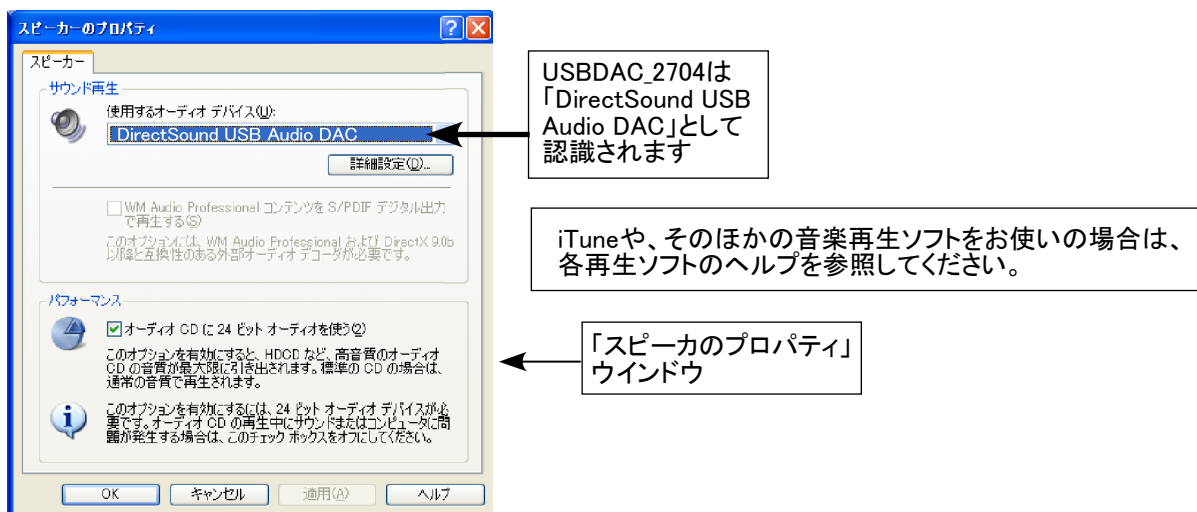 スピーカーのプロパティ
スピーカー
サウンド再生
使用するオーディオ デバイス(U):
DirectSound USB Audio DAC
詳細設定(D)...
WM Audio Professional コンテンツを S/PDIF デジタル出力
で再生する(S)
このオプションには、WM Audio Professional および DirectX 9.0b
以降と互換性のある外部オーディオ デコーダが必要です。
パフォーマンス
オーディオ CD に 24 ビット オーディオを使う(2)
このオプションを有効にすると、HDCD など、高音質のオーディオ
CD の音質が最大限に引き出されます。標準の CD の場合は、
通常の音質で再生されます。
このオプションを有効にするには、24 ビット オーディオ デバイスが必
要です。オーディオ CD の再生中にサウンドまたはコンピュータに問
題が発生する場合は、このチェック ボックスをオフにしてください。
OK
キャンセル
適用(A)
ヘルプ
USBDAC_2704は
「DirectSound USB
Audio DAC」として
認識されます
iTuneや、そのほかの音楽再生ソフトをお使いの場合は、
各再生ソフトのヘルプを参照してください。
「スピーカのプロパティ」
ウインドウ